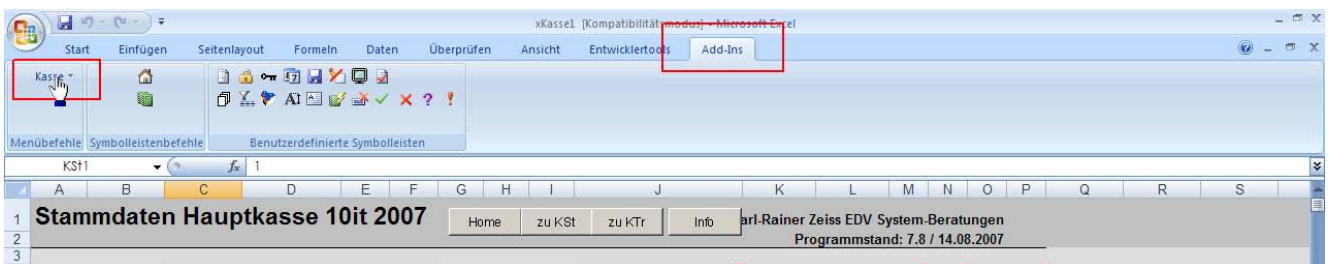 xKasse1 [Kompatibilitätsmodus] - Microsoft Excel
Start Einfügen Seitenlayout Formeln Daten Überprüfen Ansicht Entwicklertools Add-Ins
Kasse
Menübefehle Symbolleistenbefehle Benutzerdefinierte Symbolleisten
KSt1 fx 1
A B C D E F G H I J K L M N O P Q R S
1 Stammdaten Hauptkasse 10it 2007 Home zu KSt zu KTr Info arl-Rainer Zeiss EDV System-Beratungen
2 Programmstand: 7.8 / 14.08.2007
3